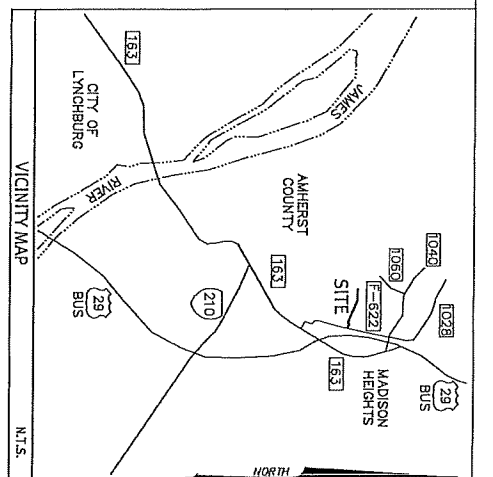 163
CITY OF
LYNCHBURG
JAMES
RIVER
AMHERST
COUNTY
163
210
29
BUS
SITE
F-622
1060
1040
1028
163
MADISON
HEIGHTS
29
BUS
NORTH
VICINITY MAP
N.T.S.